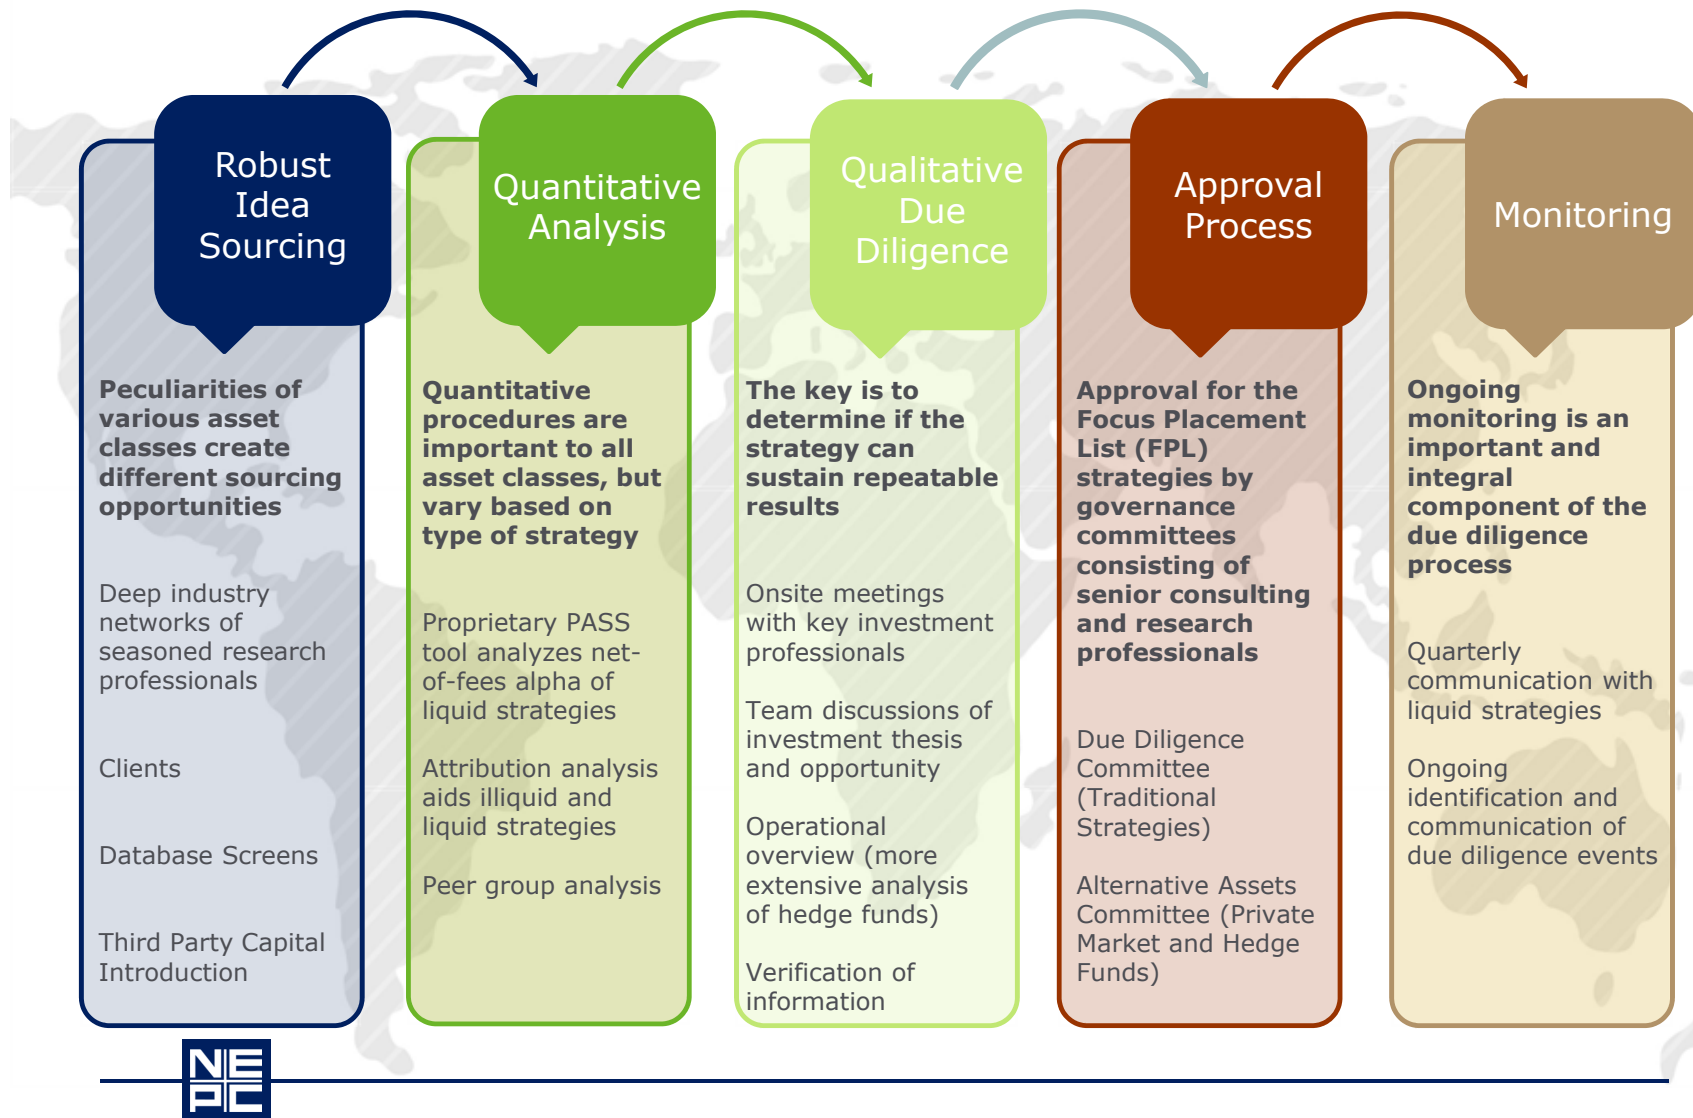 Robust
Idea
Sourcing
Peculiarities of
various asset
classes create
different sourcing
opportunities
Deep industry
networks of
seasoned research
professionals
Clients
Database Screens
Third Party Capital
Introduction
Quantitative
Analysis
Quantitative
procedures are
important to all
asset classes, but
vary based on
type of strategy
Proprietary PASS
tool analyzes net-
of-fees alpha of
liquid strategies
Attribution analysis
aids illiquid and
liquid strategies
Peer group analysis
Qualitative
Due
Diligence
The key is to
determine if the
strategy can
sustain repeatable
results
Onsite meetings
with key investment
professionals
Team discussions of
investment thesis
and opportunity
Operational
overview (more
extensive analysis
of hedge funds)
Verification of
information
Approval
Process
Approval for the
Focus Placement
List (FPL)
strategies by
governance
committees
consisting of
senior consulting
and research
professionals
Due Diligence
Committee
(Traditional
Strategies)
Alternative Assets
Committee (Private
Market and Hedge
Funds)
Monitoring
Ongoing
monitoring is an
important and
integral
component of the
due diligence
process
Quarterly
communication with
liquid strategies
Ongoing
identification and
communication of
due diligence events
NE
PC